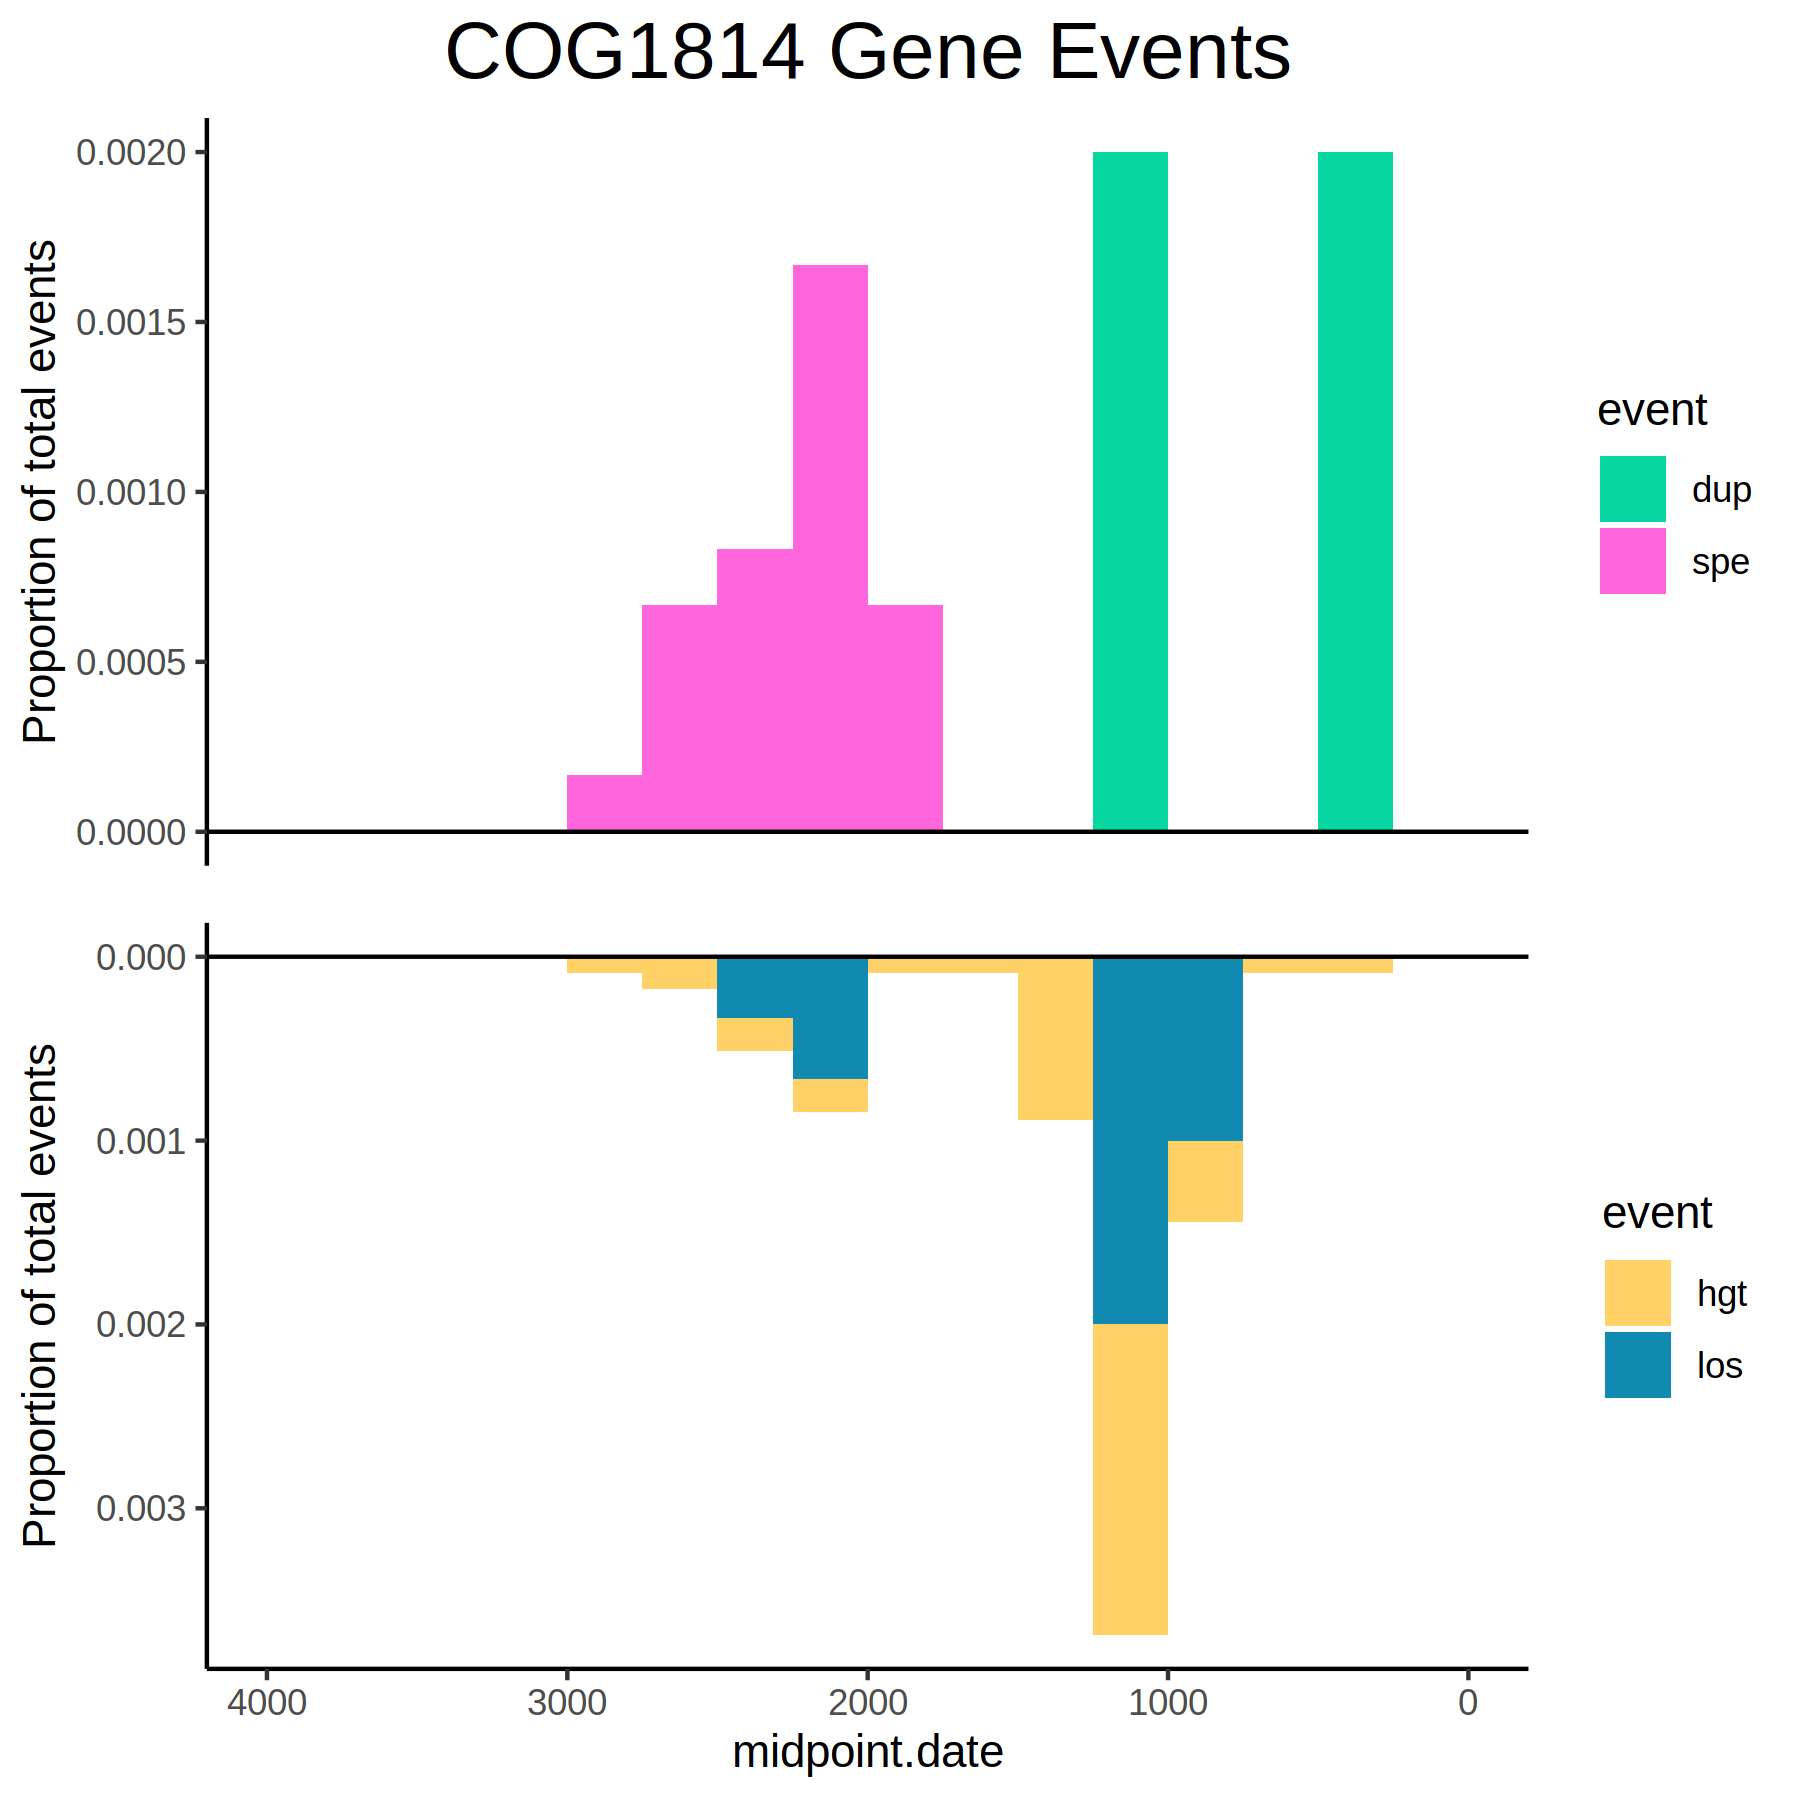 COG1814 Gene Events
Proportion of total events
0.0020
0.0015
0.0010
0.0005
0.0000
event
dup
spe
Proportion of total events
0.000
0.001
0.002
0.003
event
hgt
los
4000 3000 2000 1000 0
midpoint.date